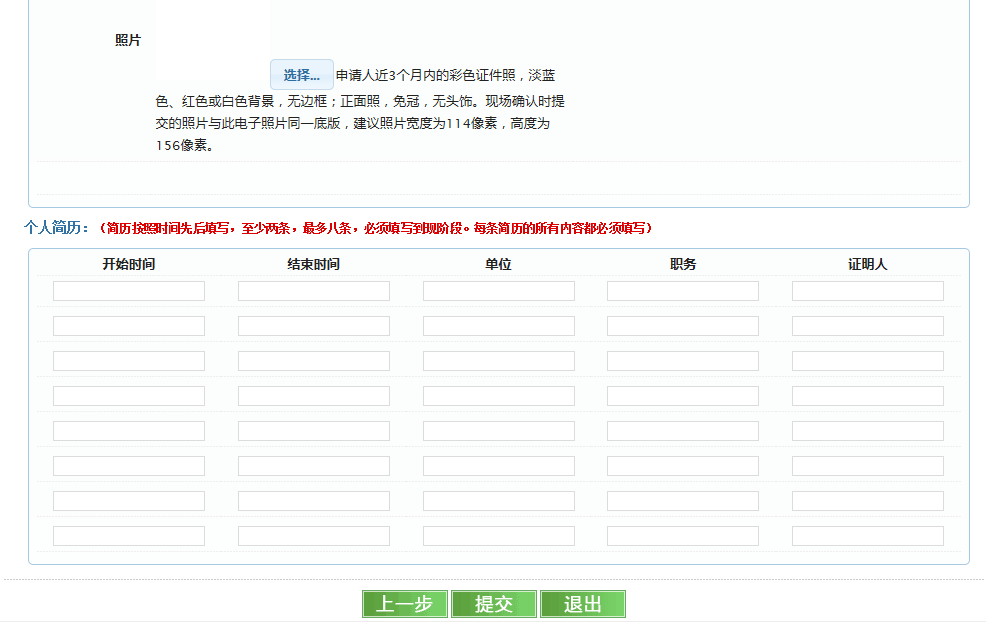 照片
选择... 申请人近3个月内的彩色证件照，淡蓝
色、红色或白色背景，无边框；正面照，免冠，无头饰。现场确认时提
交的照片与此电子照片同一底版，建议照片宽度为114像素，高度为
156像素。
个人简历：（简历按照时间先后填写，至少两条，最多八条，必须填写到现阶段。每条简历的所有内容都必须填写）
开始时间 结束时间 单位 职务 证明人
上一步 提交 退出